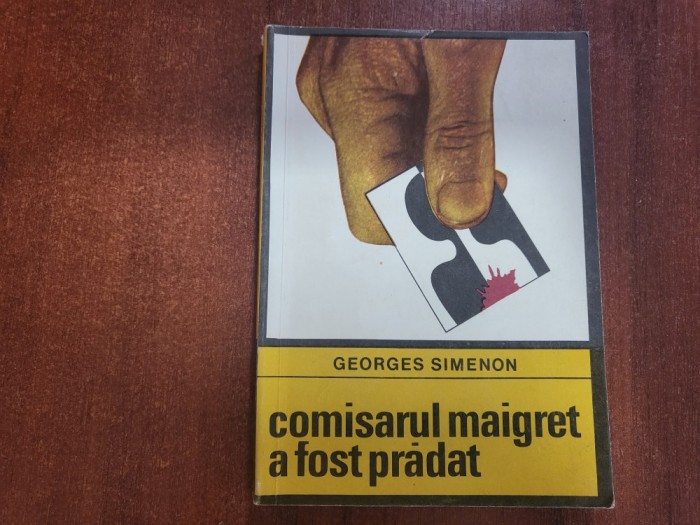 GEORGES SIMENON
comisarul maigret
a fost prădat